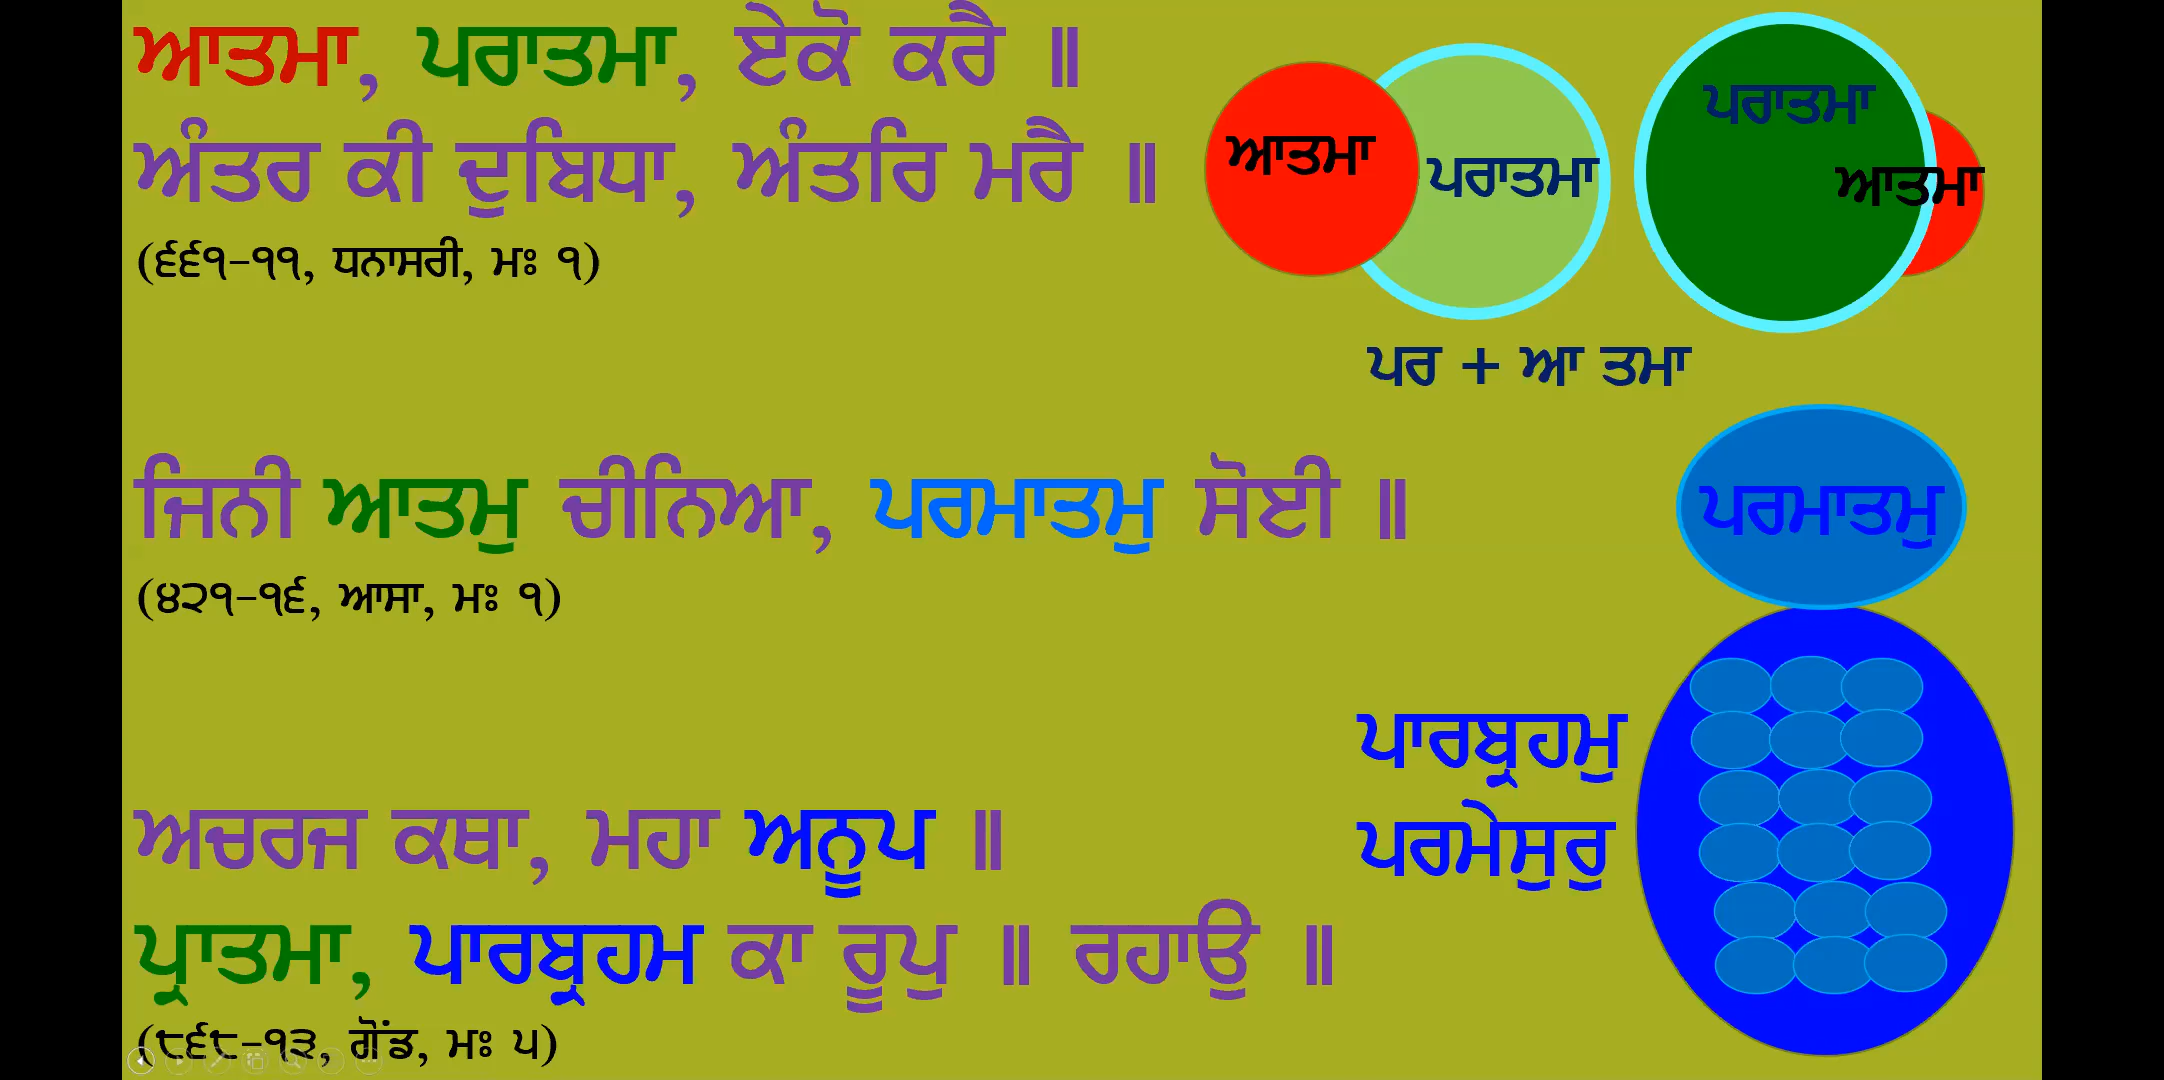 ਆਤਮਾ, ਪਰਾਤਮਾ, ਏਕੋ ਕਰੈ ॥
ਅੰਤਰ ਕੀ ਦੁਬਿਧਾ, ਅੰਤਰਿ ਮਰੈ ॥
(੬੬੧-੧੧, ਧਨਾਸਰੀ, ਮਃ ੧)
ਆਤਮਾ
ਪਰਾਤਮਾ
ਪਰਾਤਮਾ
ਆਤਮਾ
ਪਰ + ਆ ਤਮਾ
ਜਿਨੀ ਆਤਮੁ ਚੀਨਿਆ, ਪਰਮਾਤਮੁ ਸੋਈ ॥
(੪੨੧-੧੬, ਆਸਾ, ਮਃ ੧)
ਪਰਮਾਤਮੁ
ਪਾਰਬ੍ਰਹਮੁ
ਪਰਮੇਸੁਰੁ
ਅਚਰਜ ਕਥਾ, ਮਹਾ ਅਨੂਪ ॥
ਪ੍ਰਾਤਮਾ, ਪਾਰਬ੍ਰਹਮ ਕਾ ਰੂਪੁ ॥ ਰਹਾਉ ॥
(੮੬੮-੧੩, ਗੋਂਡ, ਮਃ ੫)